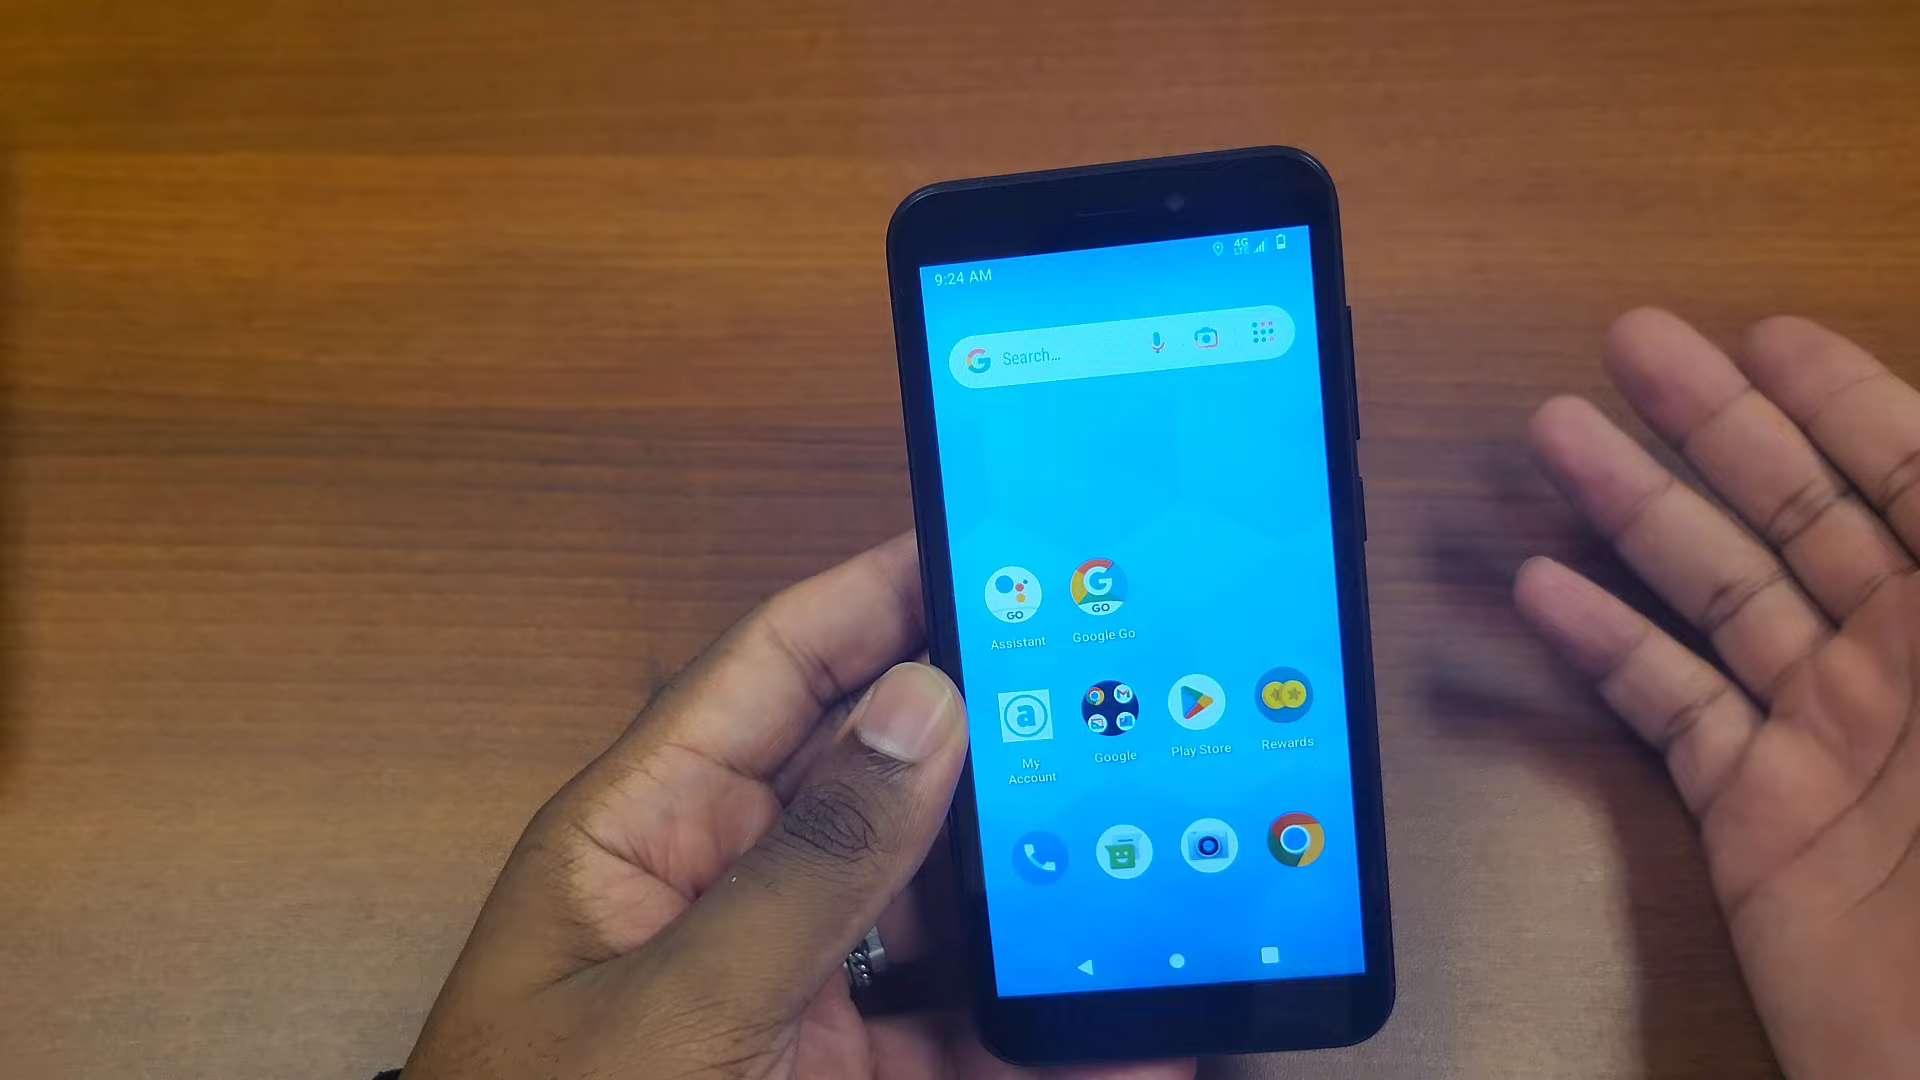 9:24 AM
4G
LTE
G Search...
GO
G
GO
Assistant
Google Go
a
My
Account
Google
Play Store
Rewards